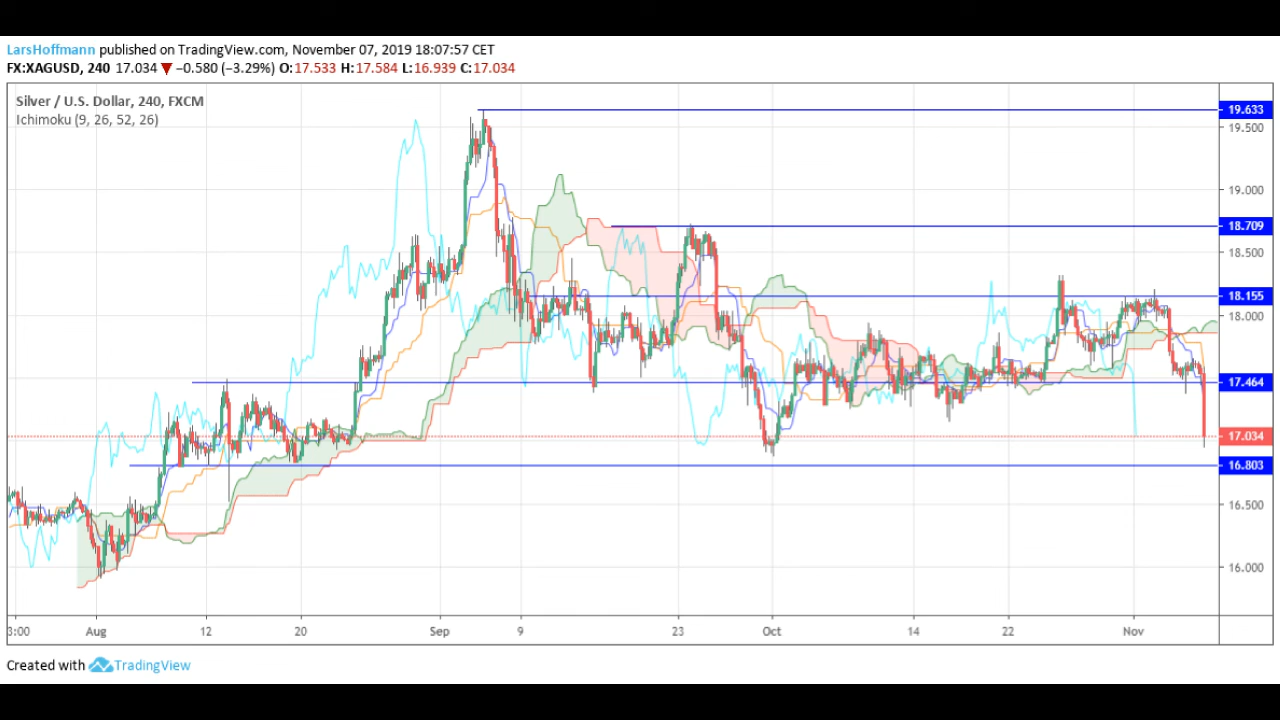 LarsHoffmann published on TradingView.com, November 07, 2019 18:07:57 CET
FX:XAGUSD, 240 17.034 ▼ −0.580 (−3.29%) O:17.533 H:17.584 L:16.939 C:17.034
Silver / U.S. Dollar, 240, FXCM
Ichimoku (9, 26, 52, 26)
19.633
19.500
19.000
18.709
18.500
18.155
18.000
17.464
17.034
16.803
16.500
16.000
3:00 Aug 12 20 Sep 9 23 Oct 14 22 Nov
Created with TradingView